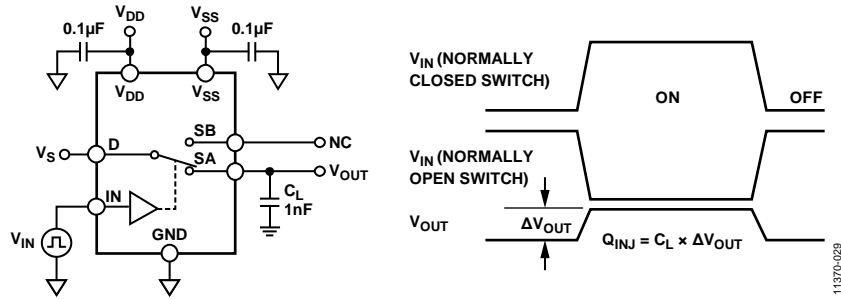 V_DD V_SS
0.1µF 0.1µF
V_DD V_SS
SB NC
V_S D SA V_OUT
IN C_L
1nF
V_IN GND
V_IN (NORMALLY
CLOSED SWITCH)
ON OFF
V_IN (NORMALLY
OPEN SWITCH)
V_OUT ΔV_OUT
Q_INJ = C_L × ΔV_OUT
11370-029